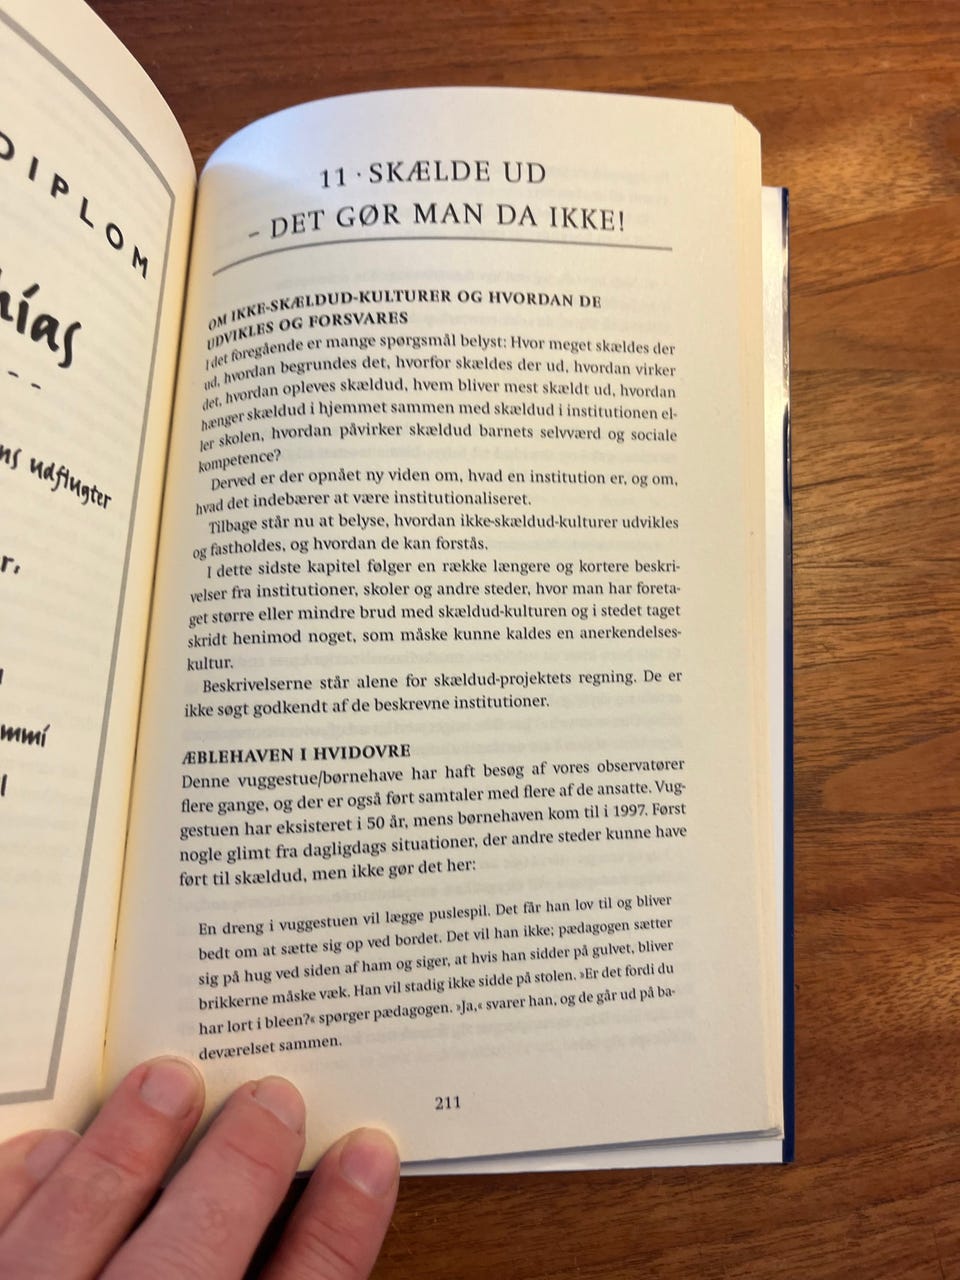 DIPLOM
udflugter
11 · SKÆLDE UD
– DET GØR MAN DA IKKE!
OM IKKE-SKÆLDUD-KULTURER OG HVORDAN DE
UDVIKLES OG FORSVARES
I det foregående er mange spørgsmål belyst: Hvor meget skældes der
ud, hvordan begrundes det, hvorfor skældes der ud, hvordan virker
det, hvordan opleves skældud, hvem bliver mest skældt ud, hvordan
hænger skældud i hjemmet sammen med skældud i institutionen el-
ler skolen, hvordan påvirker skældud barnets selvværd og sociale
kompetence?
Derved er der opnået ny viden om, hvad en institution er, og om,
hvad det indebærer at være institutionaliseret.
Tilbage står nu at belyse, hvordan ikke-skældud-kulturer udvikles
og fastholdes, og hvordan de kan forstås.
I dette sidste kapitel følger en række længere og kortere beskri-
velser fra institutioner, skoler og andre steder, hvor man har foreta-
get større eller mindre brud med skældud-kulturen og i stedet taget
skridt henimod noget, som måske kunne kaldes en anerkendelses-
kultur.
Beskrivelserne står alene for skældud-projektets regning. De er
ikke søgt godkendt af de beskrevne institutioner.
ÆBLEHAVEN I HVIDOVRE
Denne vuggestue/børnehave har haft besøg af vores observatører
flere gange, og der er også ført samtaler med flere af de ansatte. Vug-
gestuen har eksisteret i 50 år, mens børnehaven kom til i 1997. Først
nogle glimt fra dagligdags situationer, der andre steder kunne have
ført til skældud, men ikke gør det her:
En dreng i vuggestuen vil lægge puslespil. Det får han lov til og bliver
bedt om at sætte sig op ved bordet. Det vil han ikke; pædagogen sætter
sig på hug ved siden af ham og siger, at hvis han sidder på gulvet, bliver
brikkerne måske væk. Han vil stadig ikke sidde på stolen. »Er det fordi du
har lort i bleen?« spørger pædagogen. »Ja,« svarer han, og de går ud på ba-
deværelset sammen.
211